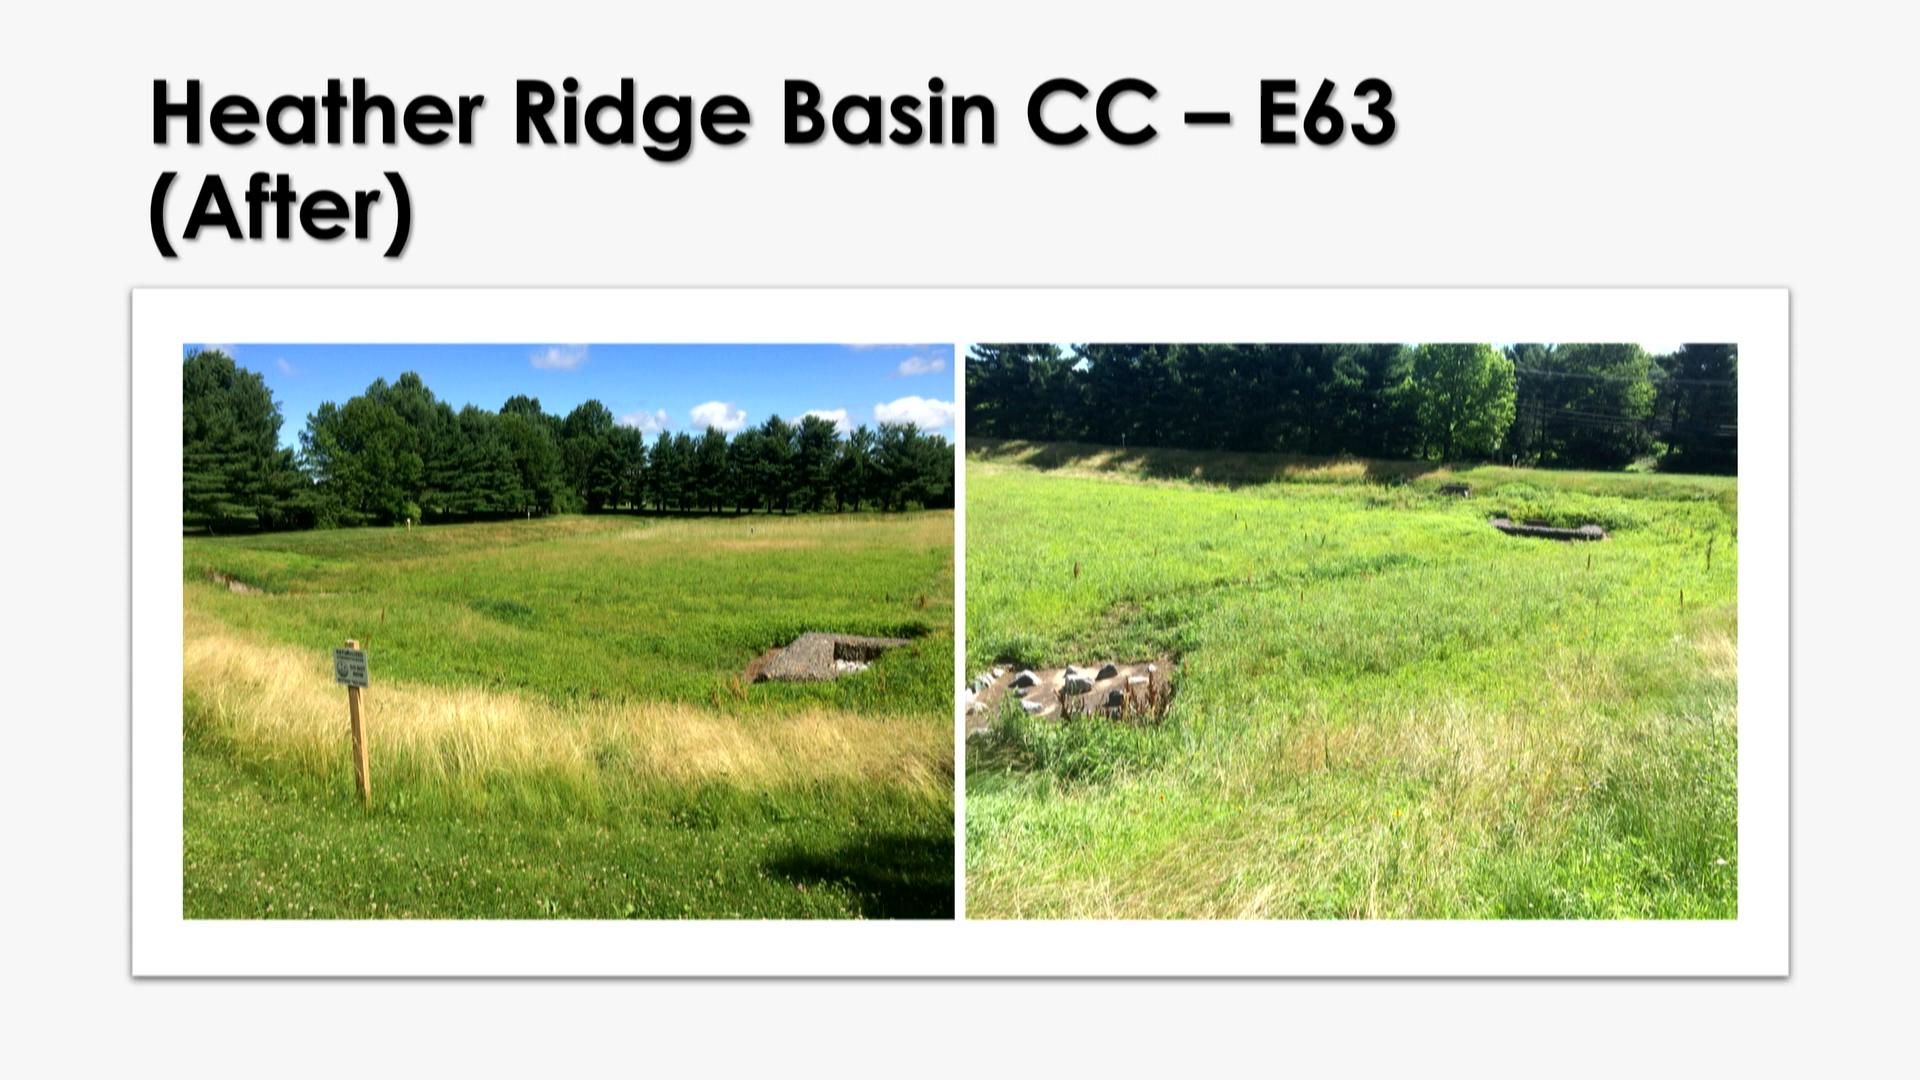 Heather Ridge Basin CC – E63
(After)